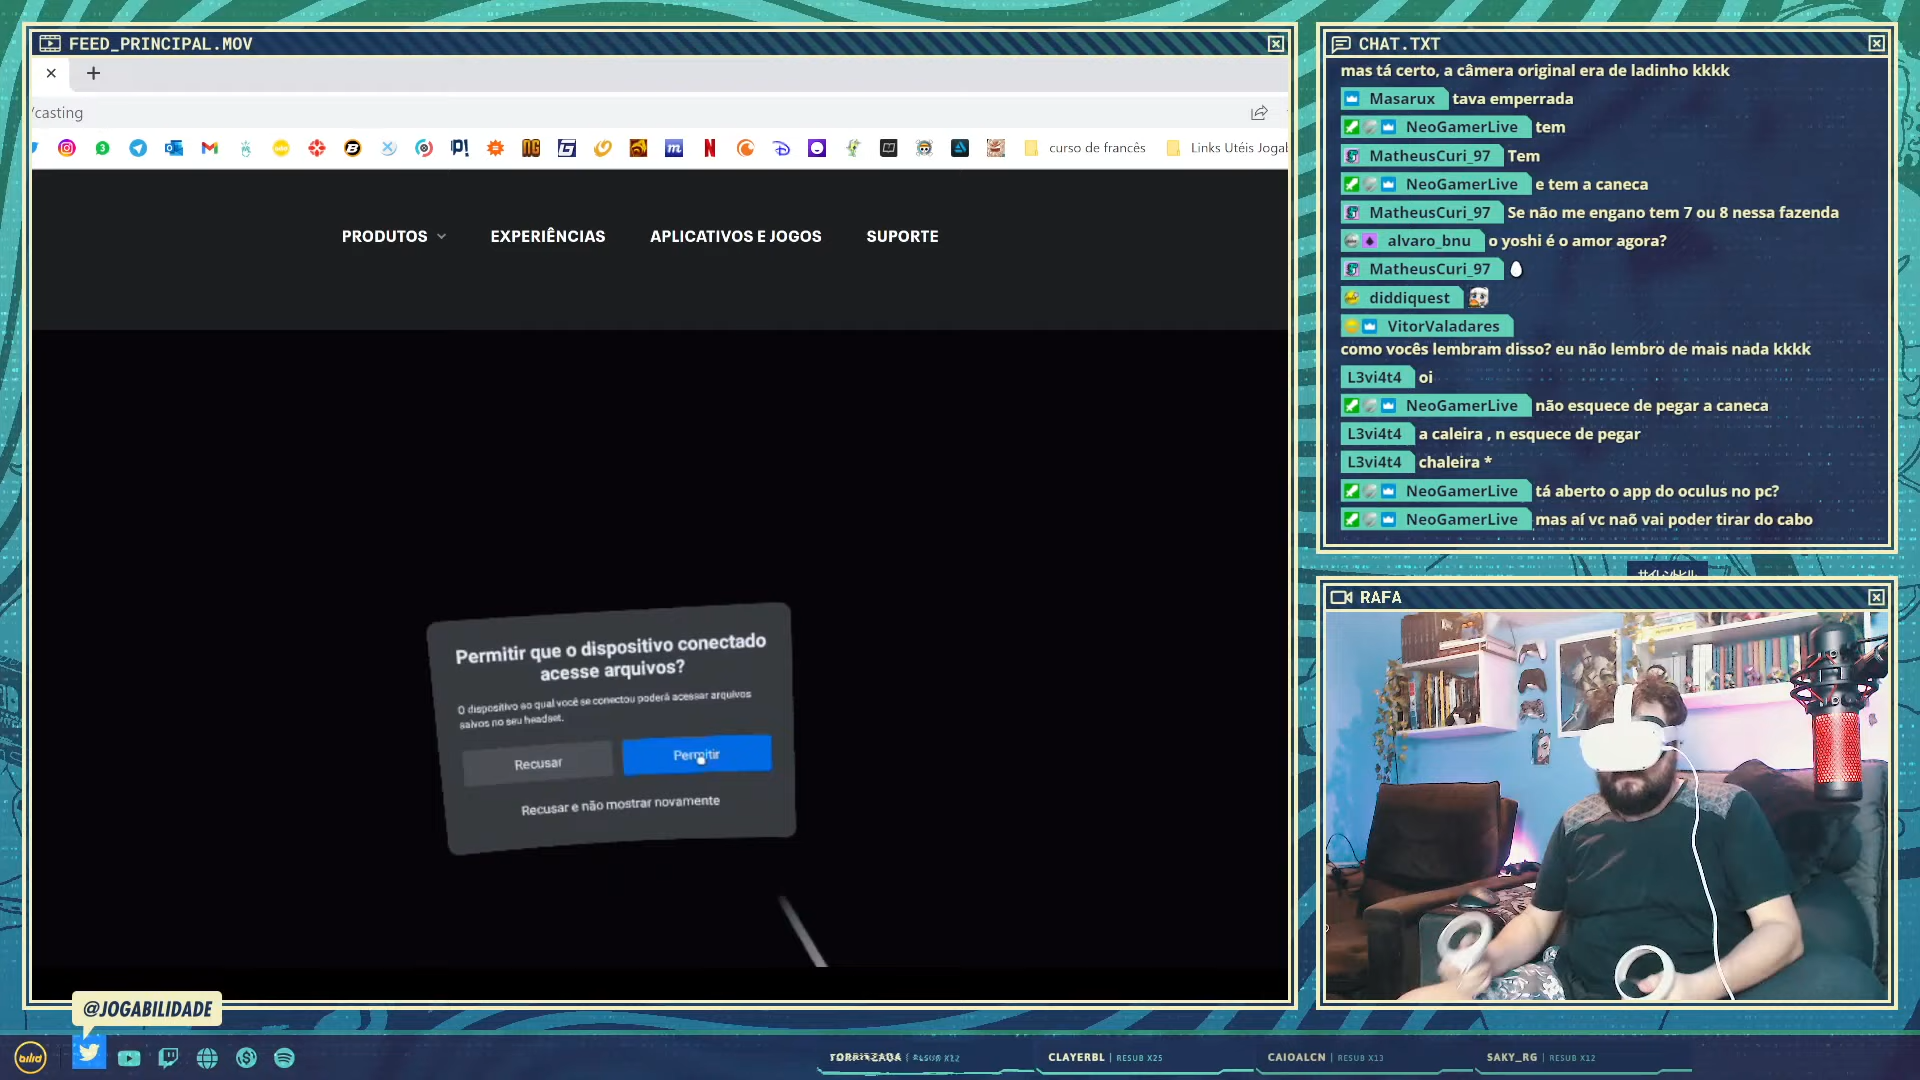 FEED_PRINCIPAL.MOV
/casting
curso de francês
Links Utéis Jogal
PRODUTOS
EXPERIÊNCIAS
APLICATIVOS E JOGOS
SUPORTE
Permitir que o dispositivo conectado
acesse arquivos?
O dispositivo ao qual você se conectou poderá acessar arquivos
salvos no seu headset.
Recusar
Permitir
Recusar e não mostrar novamente
@JOGABILIDADE
CHAT.TXT
mas tá certo, a câmera original era de ladinho kkkk
Masarux tava emperrada
NeoGamerLive tem
MatheusCuri_97 Tem
NeoGamerLive e tem a caneca
MatheusCuri_97 Se não me engano tem 7 ou 8 nessa fazenda
alvaro_bnu o yoshi é o amor agora?
MatheusCuri_97
diddiquest
VitorValadares
como vocês lembram disso? eu não lembro de mais nada kkkk
L3vi4t4 oi
NeoGamerLive não esquece de pegar a caneca
L3vi4t4 a caleira , n esquece de pegar
L3vi4t4 chaleira *
NeoGamerLive tá aberto o app do oculus no pc?
NeoGamerLive mas aí vc naõ vai poder tirar do cabo
RAFA
CLAYERBL | RESUB X25
CAIOALCN | RESUB X13
SAKY_RG | RESUB X12